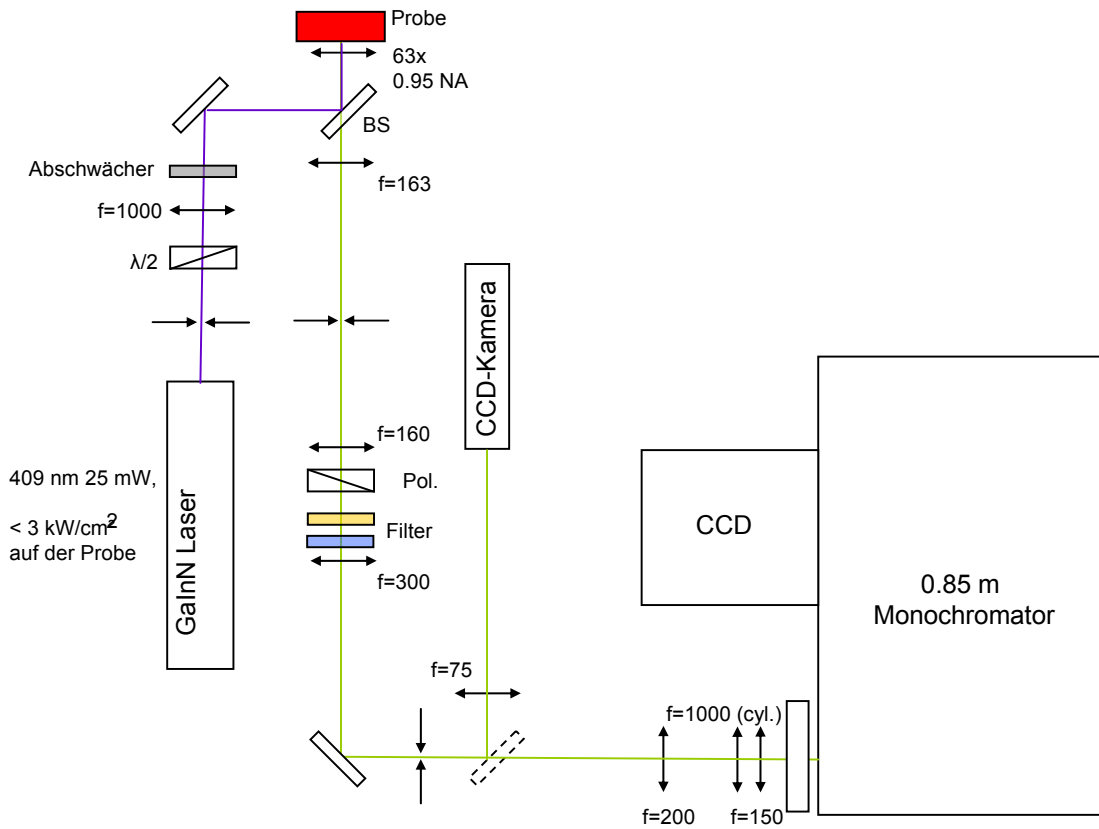 Probe
63x
0.95 NA
BS
Abschwächer
f=163
f=1000
λ/2
CCD-Kamera
f=160
409 nm 25 mW,
Pol.
CCD
< 3 kW/cm2
auf der Probe
Filter
GaInN Laser
f=300
0.85 m
Monochromator
f=75
f=1000 (cyl.)
f=200
f=150